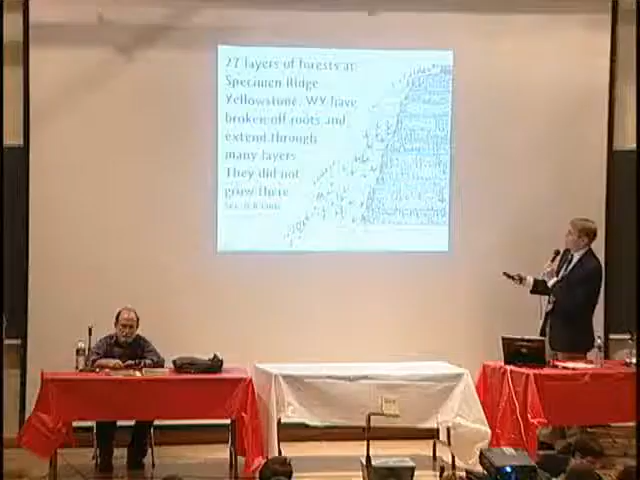 27 layers of forests at
Specimen Ridge
Yellowstone, WY have
broken off roots and
extend through
many layers
They did not
grow there